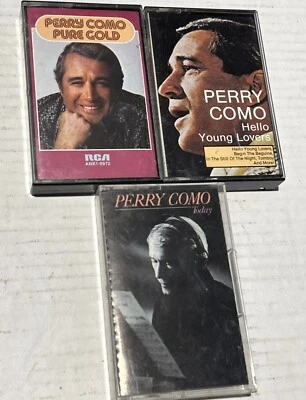 PERRY COMO
PURE GOLD
RCA
PERRY
COMO
Hello
Young Lovers
Hello Young Lovers,
Begin The Beguine,
In The Still Of The Night, Tomboy
And More!
PERRY COMO
Today